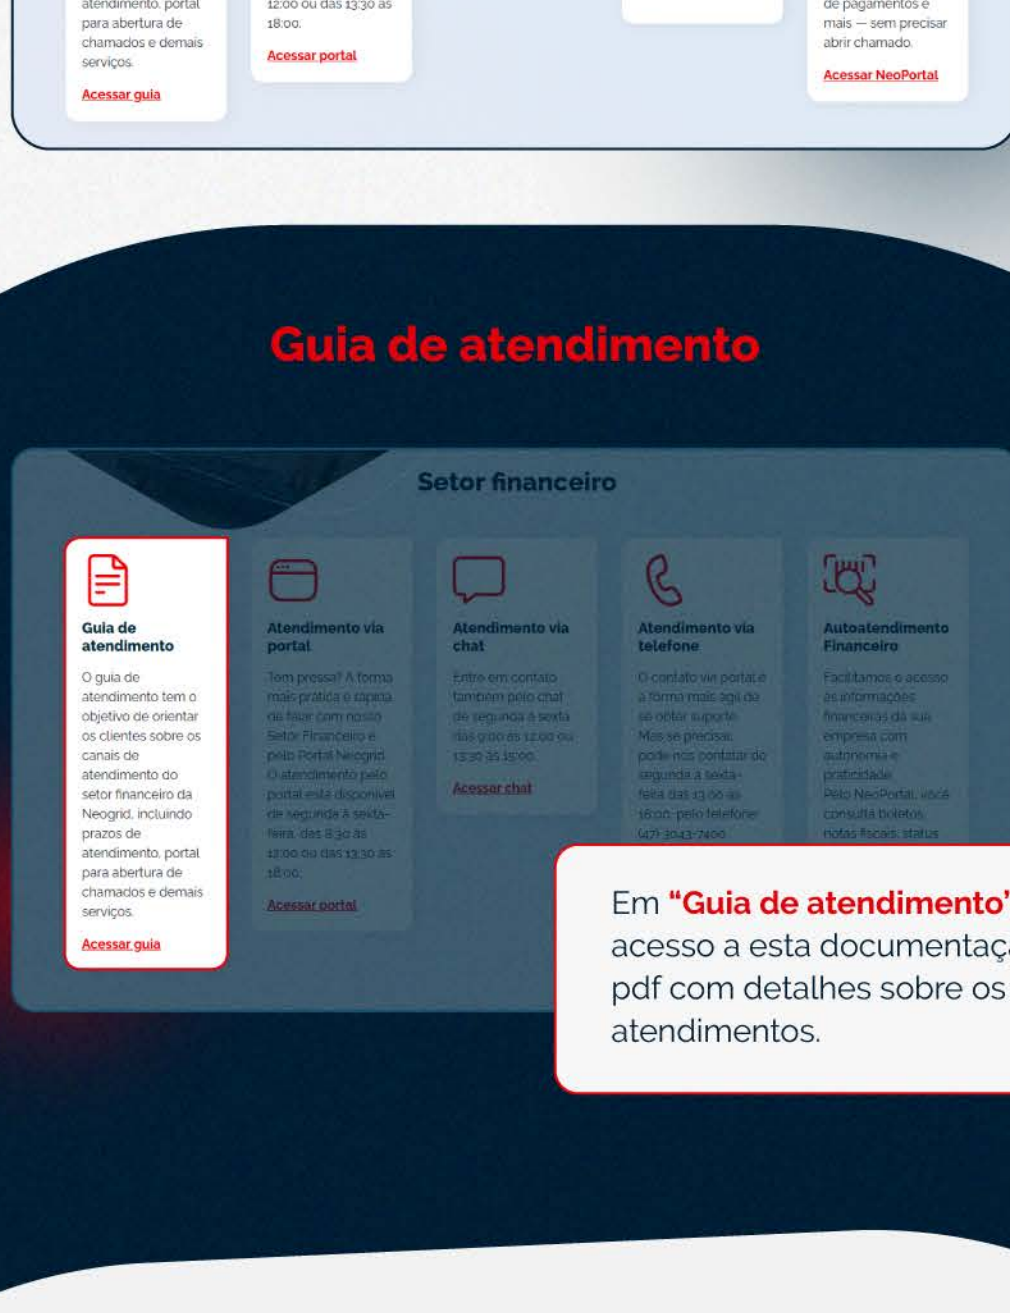 atendimento, portal
para abertura de
chamados e demais
serviços.
Acessar guia
12:00 ou das 13:30 às
18:00.
Acessar portal
de pagamentos e
mais — sem precisar
abrir chamado.
Acessar NeoPortal
Guia de atendimento
Setor financeiro
Guia de
atendimento
O guia de
atendimento tem o
objetivo de orientar
os clientes sobre os
canais de
atendimento do
setor financeiro da
Neogrid, incluindo
prazos de
atendimento, portal
para abertura de
chamados e demais
serviços.
Acessar guia
Atendimento via
portal
Tem pressa? A forma
mais prática e rápida
de falar com nosso
Setor Financeiro é
pelo Portal Neogrid.
O atendimento pelo
portal está disponível
de segunda à sexta-
feira, das 8:30 às
12:00 ou das 13:30 às
18:00.
Acessar portal
Atendimento via
chat
Entre em contato
também pelo chat
de segunda à sexta
das 9:00 às 12:00 ou
13:30 às 15:00.
Acessar chat
Atendimento via
telefone
O contato via portal é
a forma mais ágil de
se obter suporte.
Mas se precisar,
pode nos contatar de
segunda à sexta-
feira das 13:00 às
16:00, pelo telefone:
(47) 3043-7400
Autoatendimento
Financeiro
Facilitamos o acesso
às informações
financeiras da sua
empresa com
autonomia e
praticidade.
Pelo NeoPortal, você
consulta boletos,
notas fiscais, status
Em “Guia de atendimento”
acesso a esta documentaçã
pdf com detalhes sobre os
atendimentos.